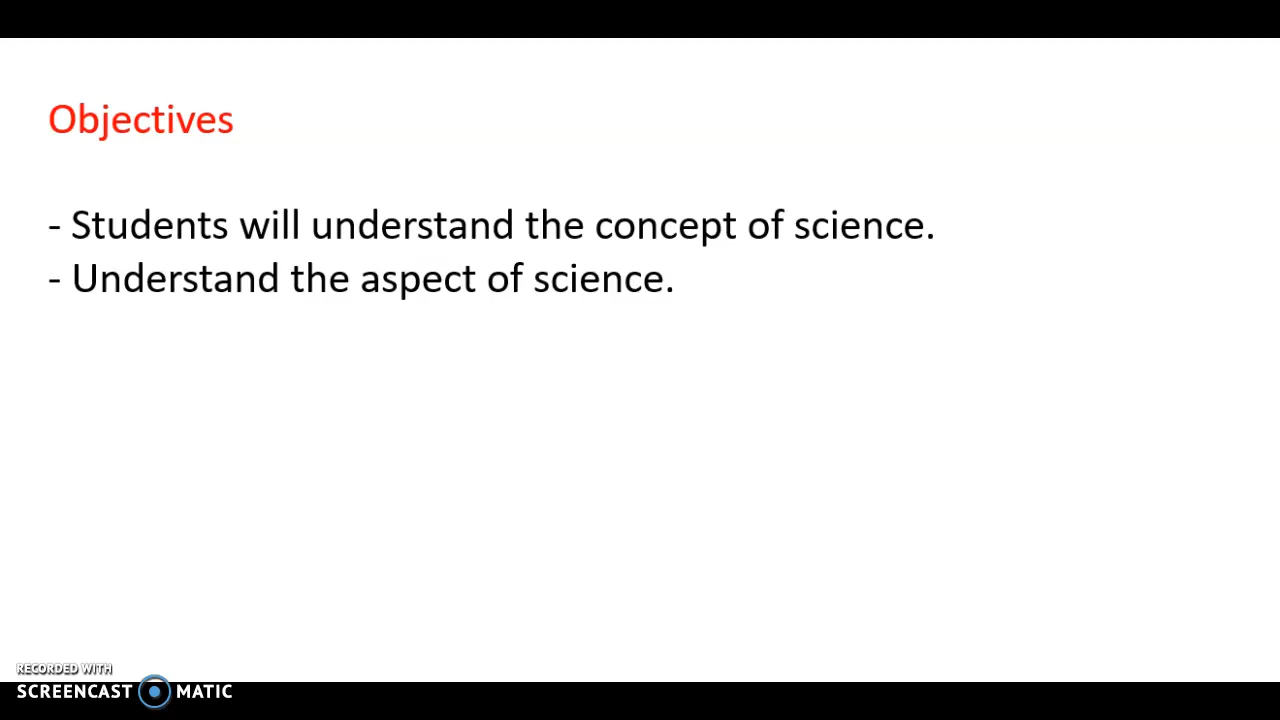 Objectives
- Students will understand the concept of science.
- Understand the aspect of science.
RECORDED WITH
SCREENCAST MATIC